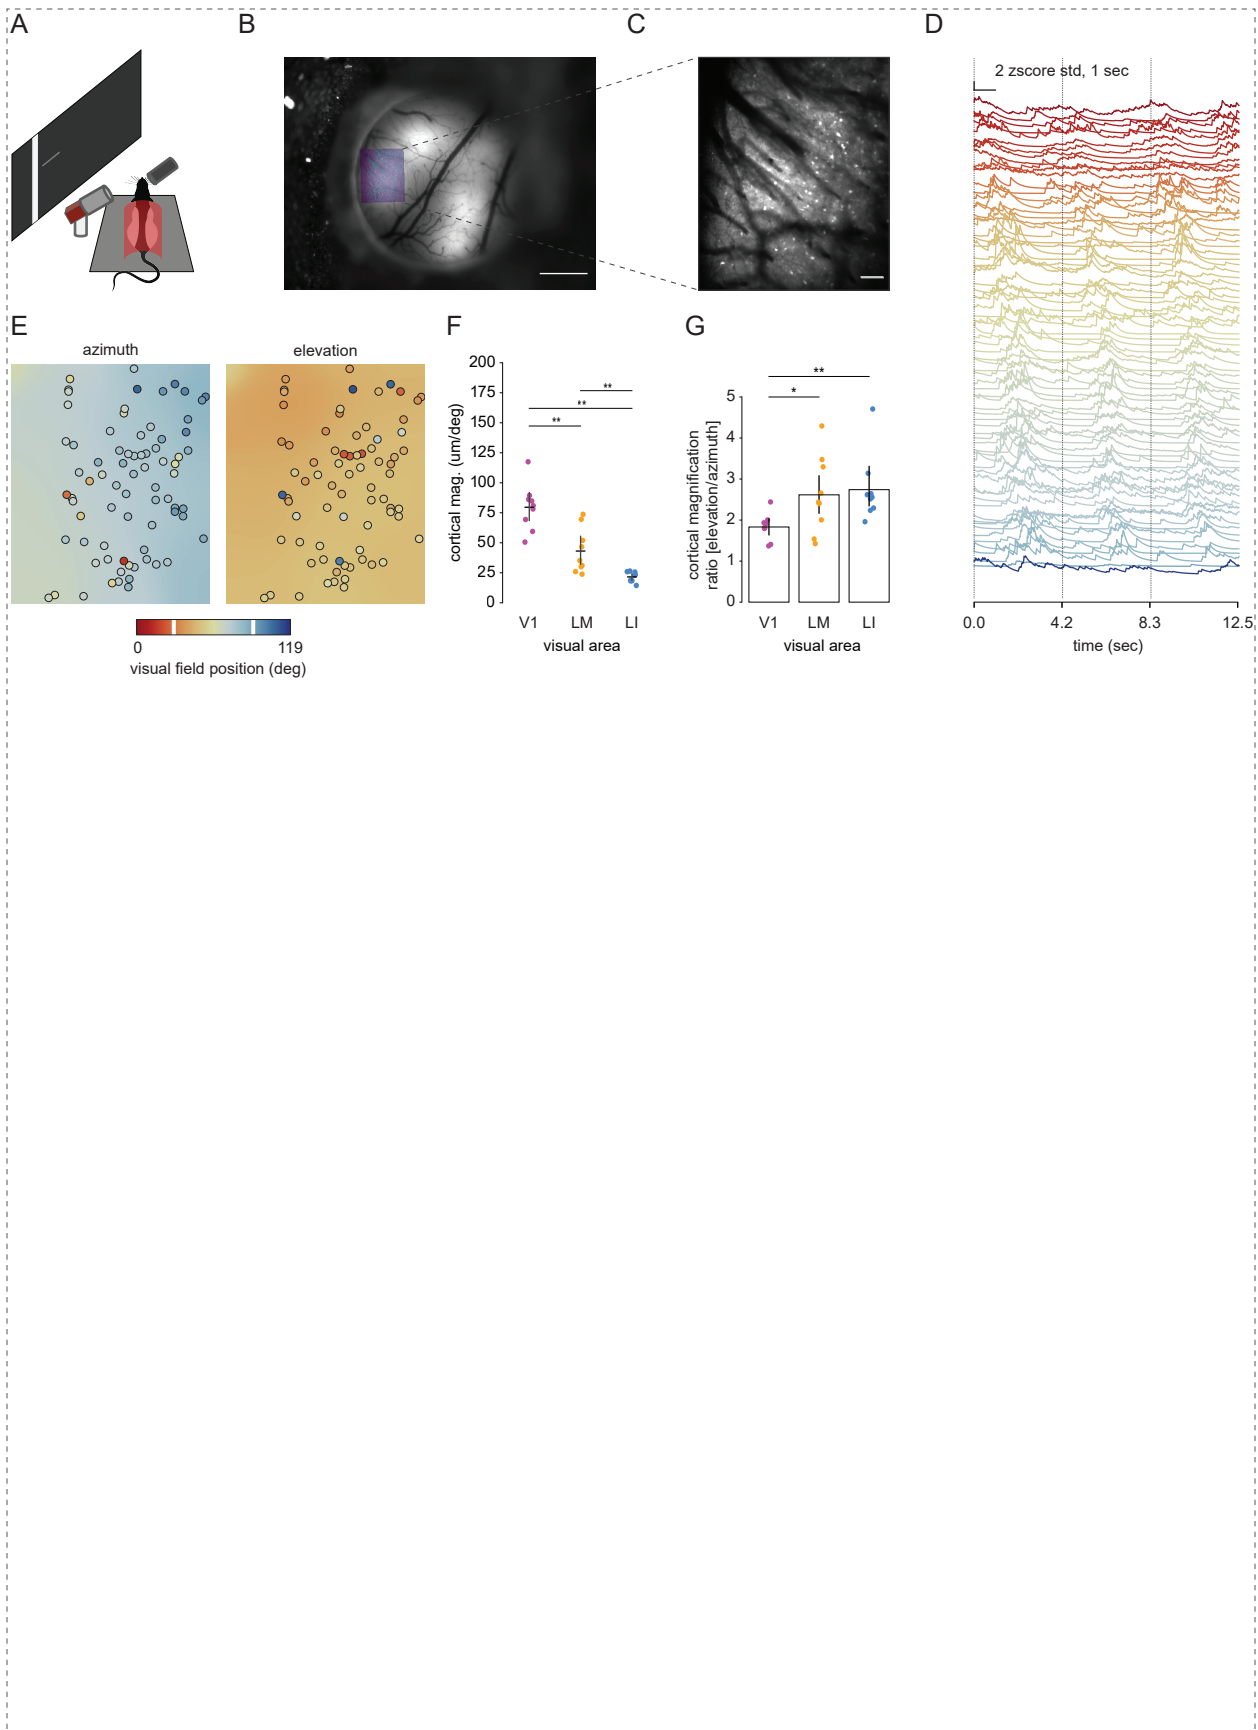 A
B
C
D
2 zscore std, 1 sec
0.0
4.2
8.3
12.5
time (sec)
E
azimuth
elevation
0
119
visual field position (deg)
F
cortical mag. (um/deg)
200
175
150
125
100
75
50
25
0
**
**
**
V1
LM
LI
visual area
G
cortical magnification
ratio [elevation/azimuth]
5
4
3
2
1
0
**
*
V1
LM
LI
visual area